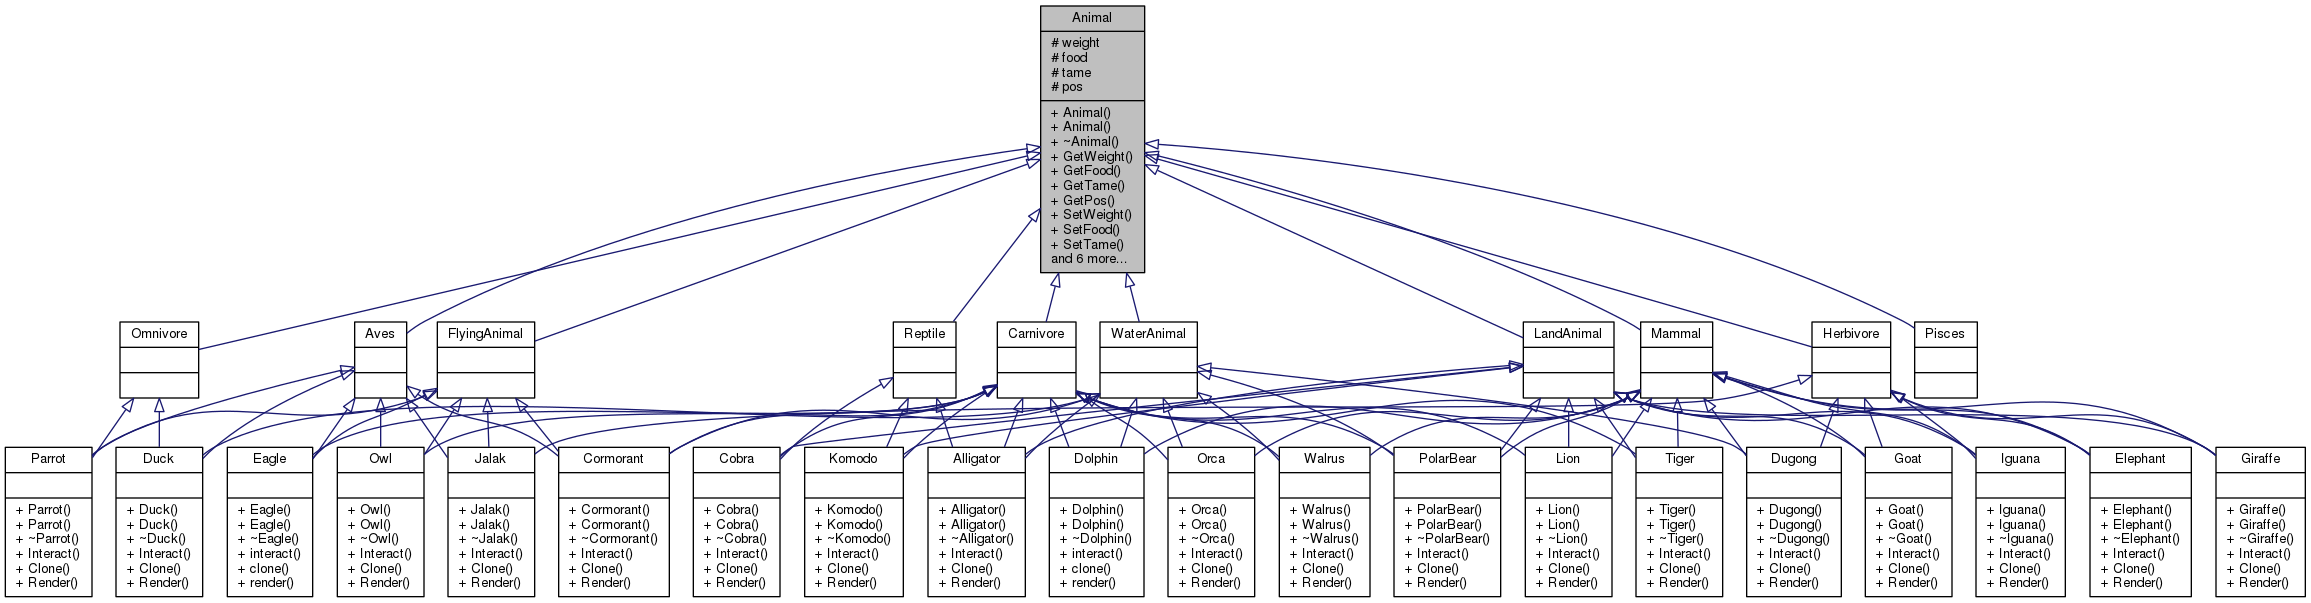 Animal
# weight
# food
# tame
# pos
+ Animal()
+ Animal()
+ ~Animal()
+ GetWeight()
+ GetFood()
+ GetTame()
+ GetPos()
+ SetWeight()
+ SetFood()
+ SetTame()
and 6 more...
Omnivore
Aves
FlyingAnimal
Reptile
Carnivore
WaterAnimal
LandAnimal
Mammal
Herbivore
Pisces
Parrot
+ Parrot()
+ Parrot()
+ ~Parrot()
+ Interact()
+ Clone()
+ Render()
Duck
+ Duck()
+ Duck()
+ ~Duck()
+ Interact()
+ Clone()
+ Render()
Eagle
+ Eagle()
+ Eagle()
+ ~Eagle()
+ interact()
+ clone()
+ render()
Owl
+ Owl()
+ Owl()
+ ~Owl()
+ Interact()
+ Clone()
+ Render()
Jalak
+ Jalak()
+ Jalak()
+ ~Jalak()
+ Interact()
+ Clone()
+ Render()
Cormorant
+ Cormorant()
+ Cormorant()
+ ~Cormorant()
+ Interact()
+ Clone()
+ Render()
Cobra
+ Cobra()
+ Cobra()
+ ~Cobra()
+ Interact()
+ Clone()
+ Render()
Komodo
+ Komodo()
+ Komodo()
+ ~Komodo()
+ Interact()
+ Clone()
+ Render()
Alligator
+ Alligator()
+ Alligator()
+ ~Alligator()
+ Interact()
+ Clone()
+ Render()
Dolphin
+ Dolphin()
+ Dolphin()
+ ~Dolphin()
+ interact()
+ clone()
+ render()
Orca
+ Orca()
+ Orca()
+ ~Orca()
+ Interact()
+ Clone()
+ Render()
Walrus
+ Walrus()
+ Walrus()
+ ~Walrus()
+ Interact()
+ Clone()
+ Render()
PolarBear
+ PolarBear()
+ PolarBear()
+ ~PolarBear()
+ Interact()
+ Clone()
+ Render()
Lion
+ Lion()
+ Lion()
+ ~Lion()
+ Interact()
+ Clone()
+ Render()
Tiger
+ Tiger()
+ Tiger()
+ ~Tiger()
+ Interact()
+ Clone()
+ Render()
Dugong
+ Dugong()
+ Dugong()
+ ~Dugong()
+ Interact()
+ Clone()
+ Render()
Goat
+ Goat()
+ Goat()
+ ~Goat()
+ Interact()
+ Clone()
+ Render()
Iguana
+ Iguana()
+ Iguana()
+ ~Iguana()
+ Interact()
+ Clone()
+ Render()
Elephant
+ Elephant()
+ Elephant()
+ ~Elephant()
+ Interact()
+ Clone()
+ Render()
Giraffe
+ Giraffe()
+ Giraffe()
+ ~Giraffe()
+ Interact()
+ Clone()
+ Render()